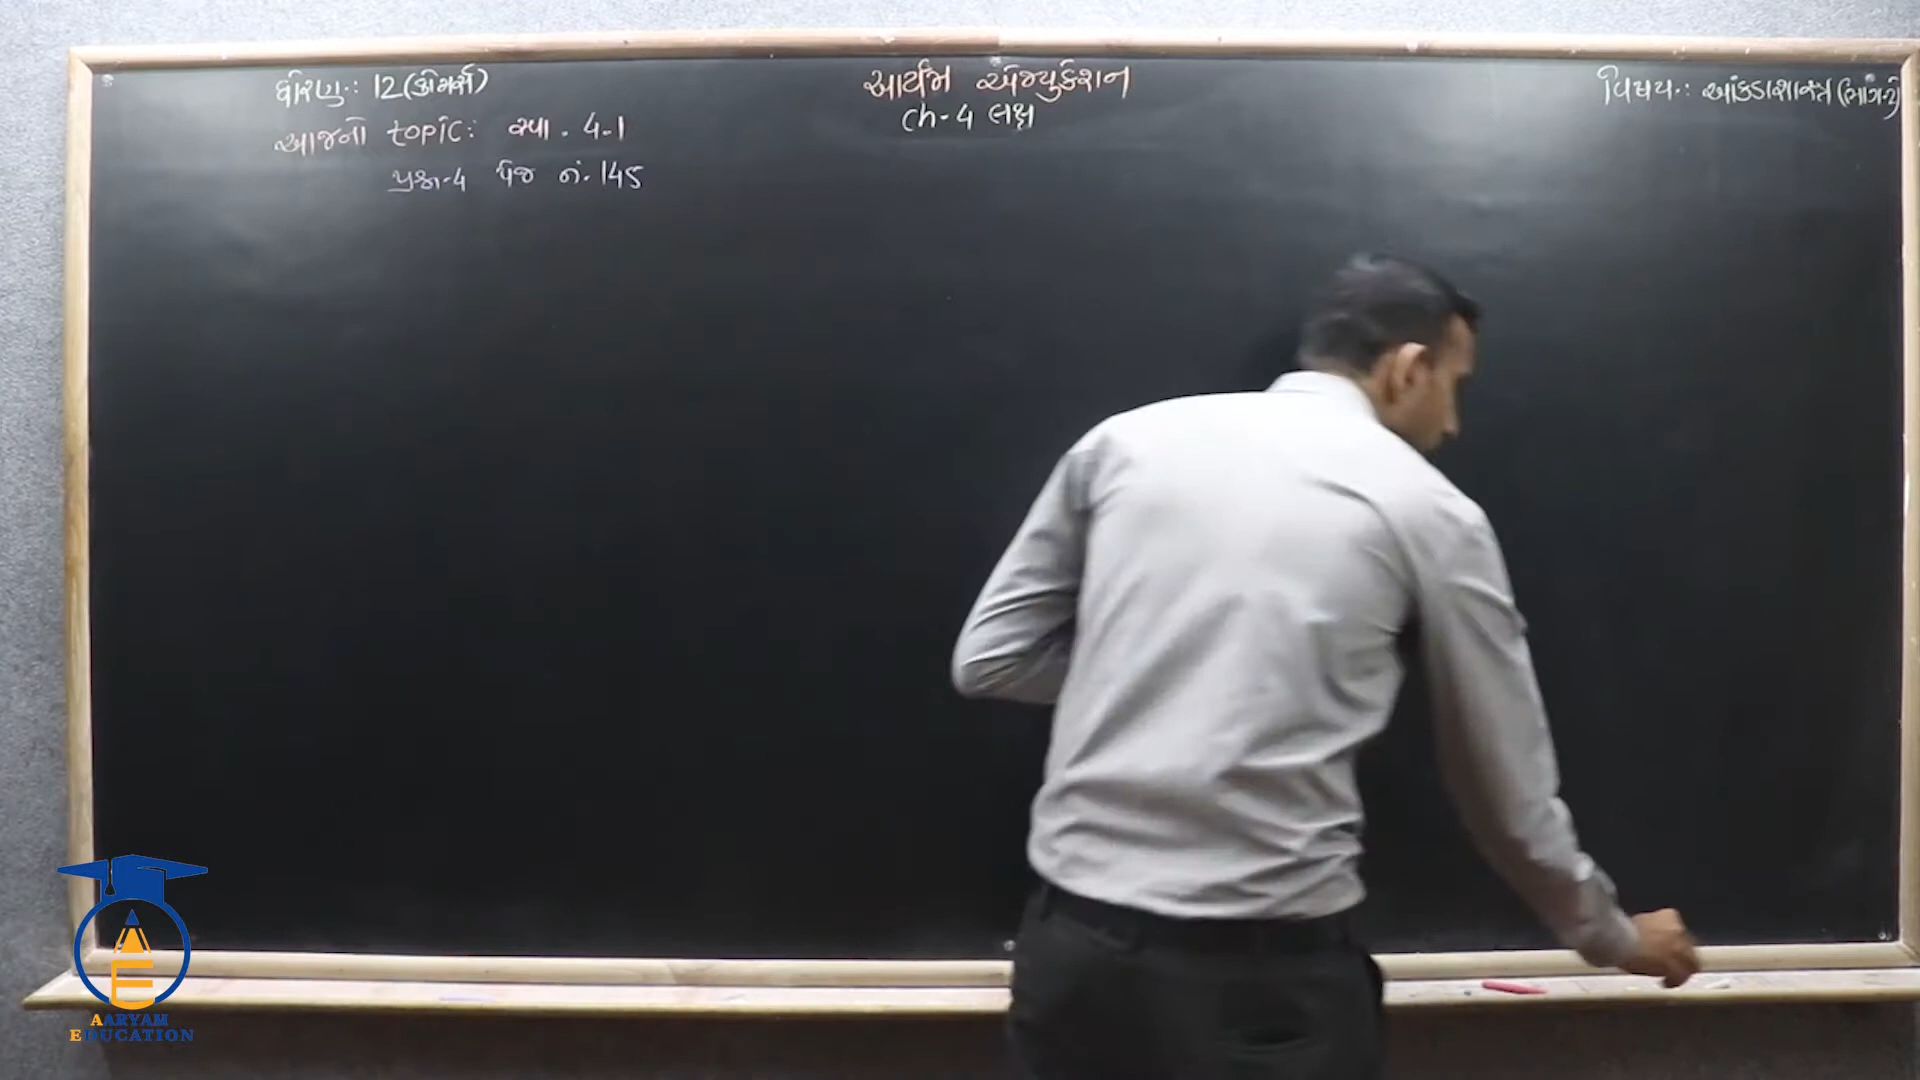 ધોરણ : 12 (કોમર્સ)
આર્યમ એજ્યુકેશન
વિષય : આંકડાશાસ્ત્ર (ભાગ-2)
Ch-4 લક્ષ
આજનો topic : સ્વા. 4.1
પ્રશ્ન-4 પેજ નં. 145
AARYAM
EDUCATION